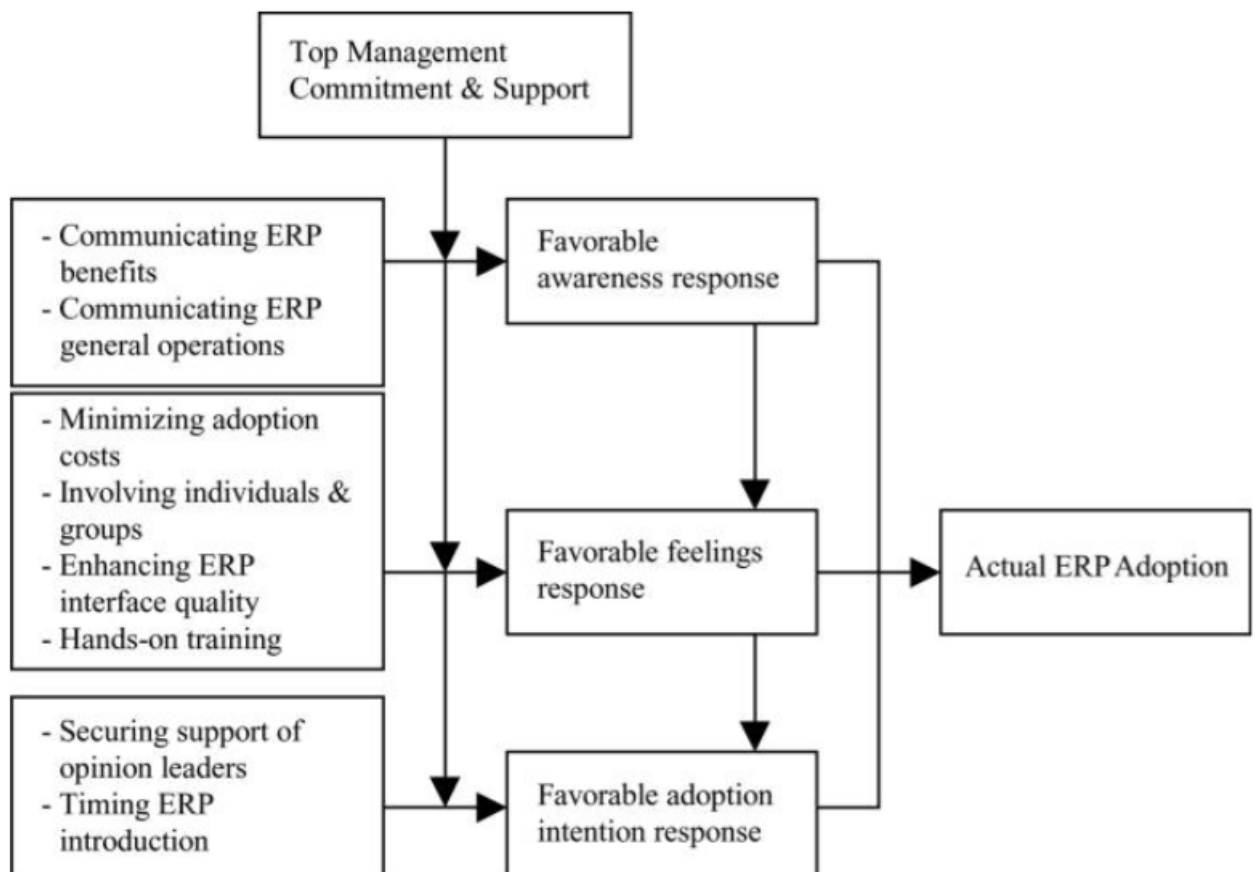 Top Management
Commitment & Support
- Communicating ERP
benefits
- Communicating ERP
general operations
Favorable
awareness response
- Minimizing adoption
costs
- Involving individuals &
groups
- Enhancing ERP
interface quality
- Hands-on training
Favorable feelings
response
Actual ERP Adoption
- Securing support of
opinion leaders
- Timing ERP
introduction
Favorable adoption
intention response